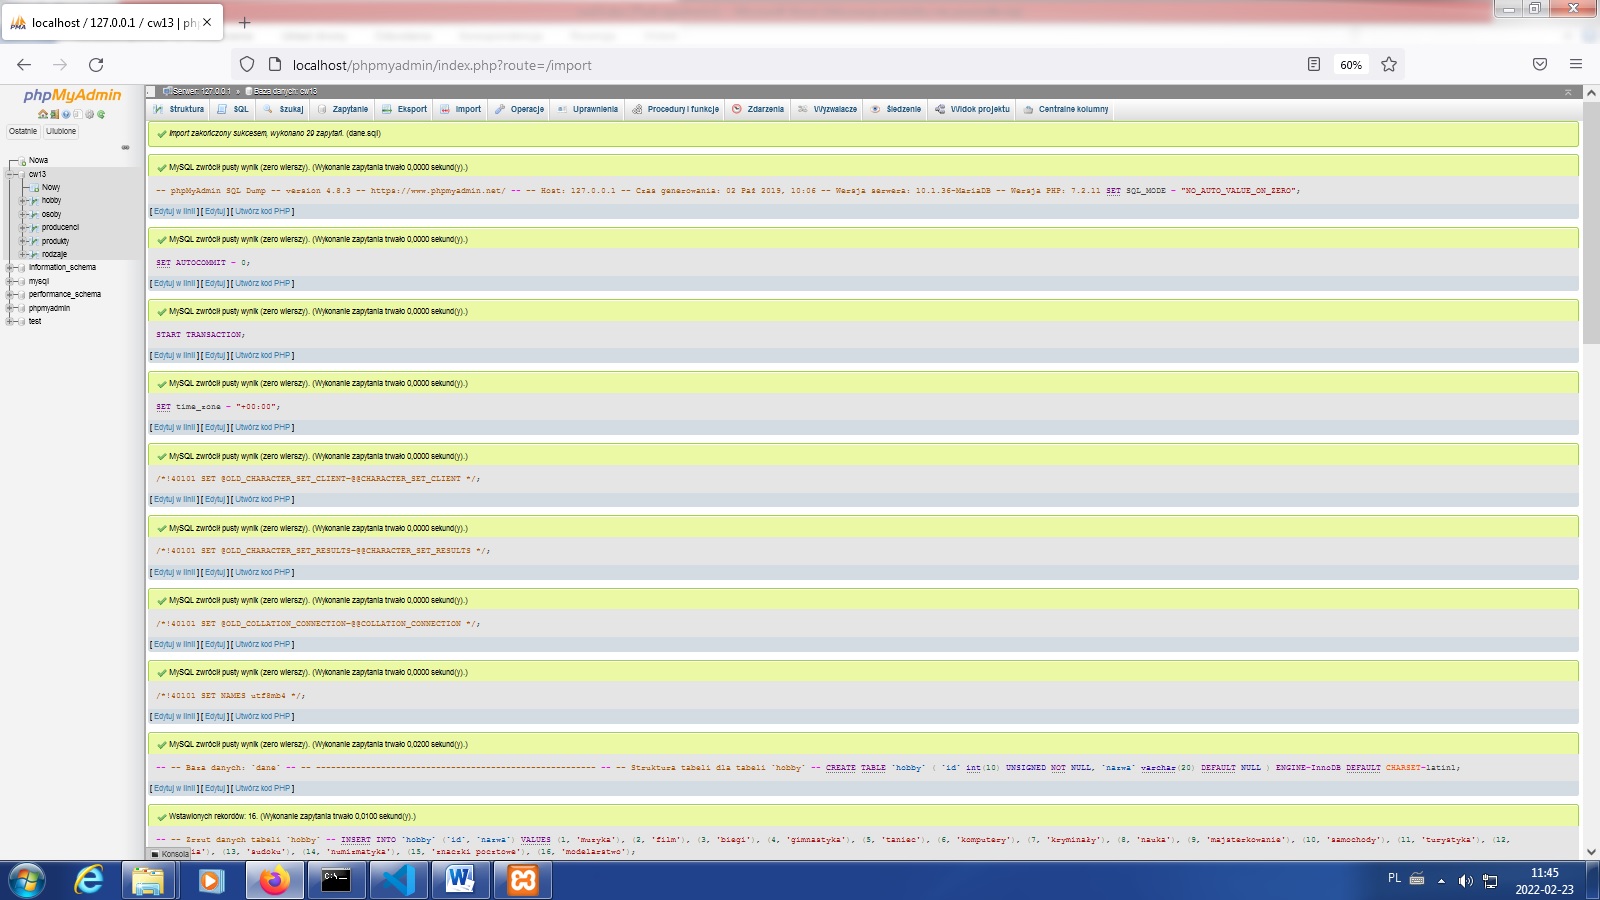 localhost / 127.0.0.1 / cw13 | ph
localhost/phpmyadmin/index.php?route=/import
60%
phpMyAdmin
Ostatnie Ulubione
Nowa
cw13
Nowy
hobby
osoby
producenci
produkty
rodzaje
information_schema
mysql
performance_schema
phpmyadmin
test
Serwer: 127.0.0.1 » Baza danych: cw13
Struktura SQL Szukaj Zapytanie Eksport Import Operacje Uprawnienia Procedury i funkcje Zdarzenia Wyzwalacze Śledzenie Widok projektu Centralne kolumny
Import zakończony sukcesem, wykonano 29 zapytań. (dane.sql)
MySQL zwrócił pusty wynik (zero wierszy). (Wykonanie zapytania trwało 0,0000 sekund(y).)
-- phpMyAdmin SQL Dump -- version 4.8.3 -- https://www.phpmyadmin.net/ -- -- Host: 127.0.0.1 -- Czas generowania: 02 Paź 2019, 10:06 -- Wersja serwera: 10.1.36-MariaDB -- Wersja PHP: 7.2.11 SET SQL_MODE = "NO_AUTO_VALUE_ON_ZERO";
[ Edytuj w linii ] [ Edytuj ] [ Utwórz kod PHP ]
MySQL zwrócił pusty wynik (zero wierszy). (Wykonanie zapytania trwało 0,0000 sekund(y).)
SET AUTOCOMMIT = 0;
[ Edytuj w linii ] [ Edytuj ] [ Utwórz kod PHP ]
MySQL zwrócił pusty wynik (zero wierszy). (Wykonanie zapytania trwało 0,0000 sekund(y).)
START TRANSACTION;
[ Edytuj w linii ] [ Edytuj ] [ Utwórz kod PHP ]
MySQL zwrócił pusty wynik (zero wierszy). (Wykonanie zapytania trwało 0,0000 sekund(y).)
SET time_zone = "+00:00";
[ Edytuj w linii ] [ Edytuj ] [ Utwórz kod PHP ]
MySQL zwrócił pusty wynik (zero wierszy). (Wykonanie zapytania trwało 0,0000 sekund(y).)
/*!40101 SET @OLD_CHARACTER_SET_CLIENT=@@CHARACTER_SET_CLIENT */;
[ Edytuj w linii ] [ Edytuj ] [ Utwórz kod PHP ]
MySQL zwrócił pusty wynik (zero wierszy). (Wykonanie zapytania trwało 0,0000 sekund(y).)
/*!40101 SET @OLD_CHARACTER_SET_RESULTS=@@CHARACTER_SET_RESULTS */;
[ Edytuj w linii ] [ Edytuj ] [ Utwórz kod PHP ]
MySQL zwrócił pusty wynik (zero wierszy). (Wykonanie zapytania trwało 0,0000 sekund(y).)
/*!40101 SET @OLD_COLLATION_CONNECTION=@@COLLATION_CONNECTION */;
[ Edytuj w linii ] [ Edytuj ] [ Utwórz kod PHP ]
MySQL zwrócił pusty wynik (zero wierszy). (Wykonanie zapytania trwało 0,0000 sekund(y).)
/*!40101 SET NAMES utf8mb4 */;
[ Edytuj w linii ] [ Edytuj ] [ Utwórz kod PHP ]
MySQL zwrócił pusty wynik (zero wierszy). (Wykonanie zapytania trwało 0,0200 sekund(y).)
-- -- Baza danych: `dane` -- -- -------------------------------------------------------- -- -- Struktura tabeli dla tabeli `hobby` -- CREATE TABLE `hobby` ( `id` int(10) UNSIGNED NOT NULL, `nazwa` varchar(20) DEFAULT NULL ) ENGINE=InnoDB DEFAULT CHARSET=latin1;
[ Edytuj w linii ] [ Edytuj ] [ Utwórz kod PHP ]
Wstawionych rekordów: 16. (Wykonanie zapytania trwało 0,0100 sekund(y).)
-- -- Zrzut danych tabeli `hobby` -- INSERT INTO `hobby` (`id`, `nazwa`) VALUES (1, 'muzyka'), (2, 'film'), (3, 'biegi'), (4, 'gimnastyka'), (5, 'taniec'), (6, 'komputery'), (7, 'kryminały'), (8, 'nauka'), (9, 'majsterkowanie'), (10, 'samochody'), (11, 'turystyka'), (12,
ia'), (13, 'sudoku'), (14, 'numizmatyka'), (15, 'znaczki pocztowe'), (16, 'modelarstwo');
Konsola
PL
11:45
2022-02-23